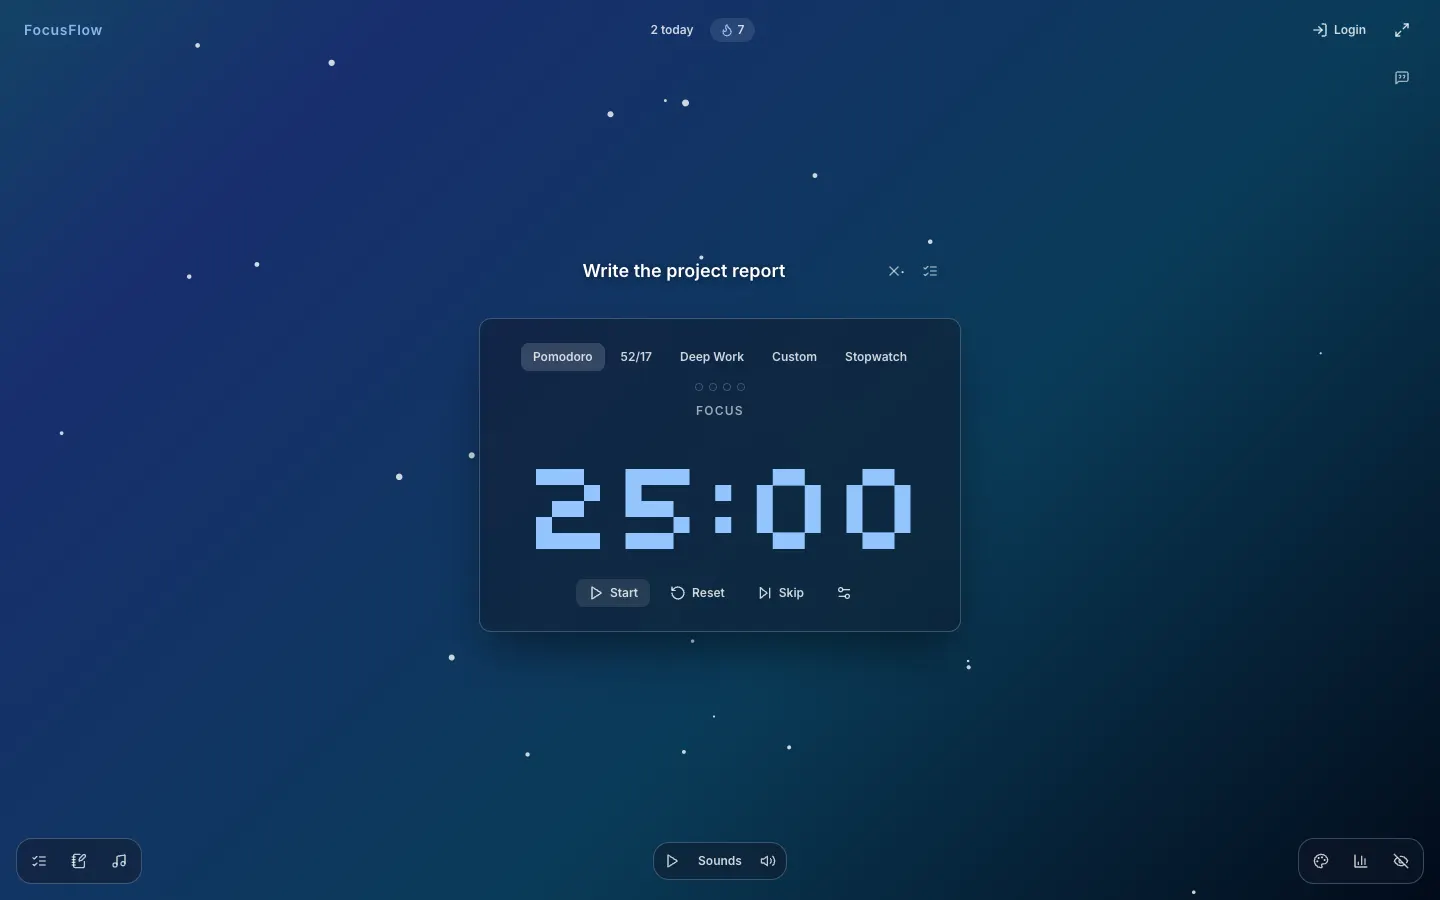 FocusFlow
2 today
7
Login
Write the project report
Pomodoro 52/17 Deep Work Custom Stopwatch
FOCUS
25:00
Start Reset Skip
Sounds